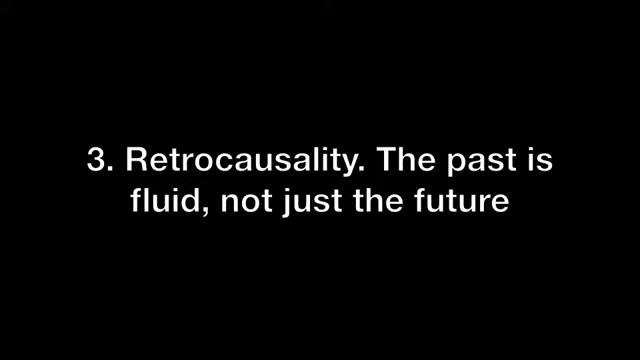 3. Retrocausality. The past is
fluid, not just the future